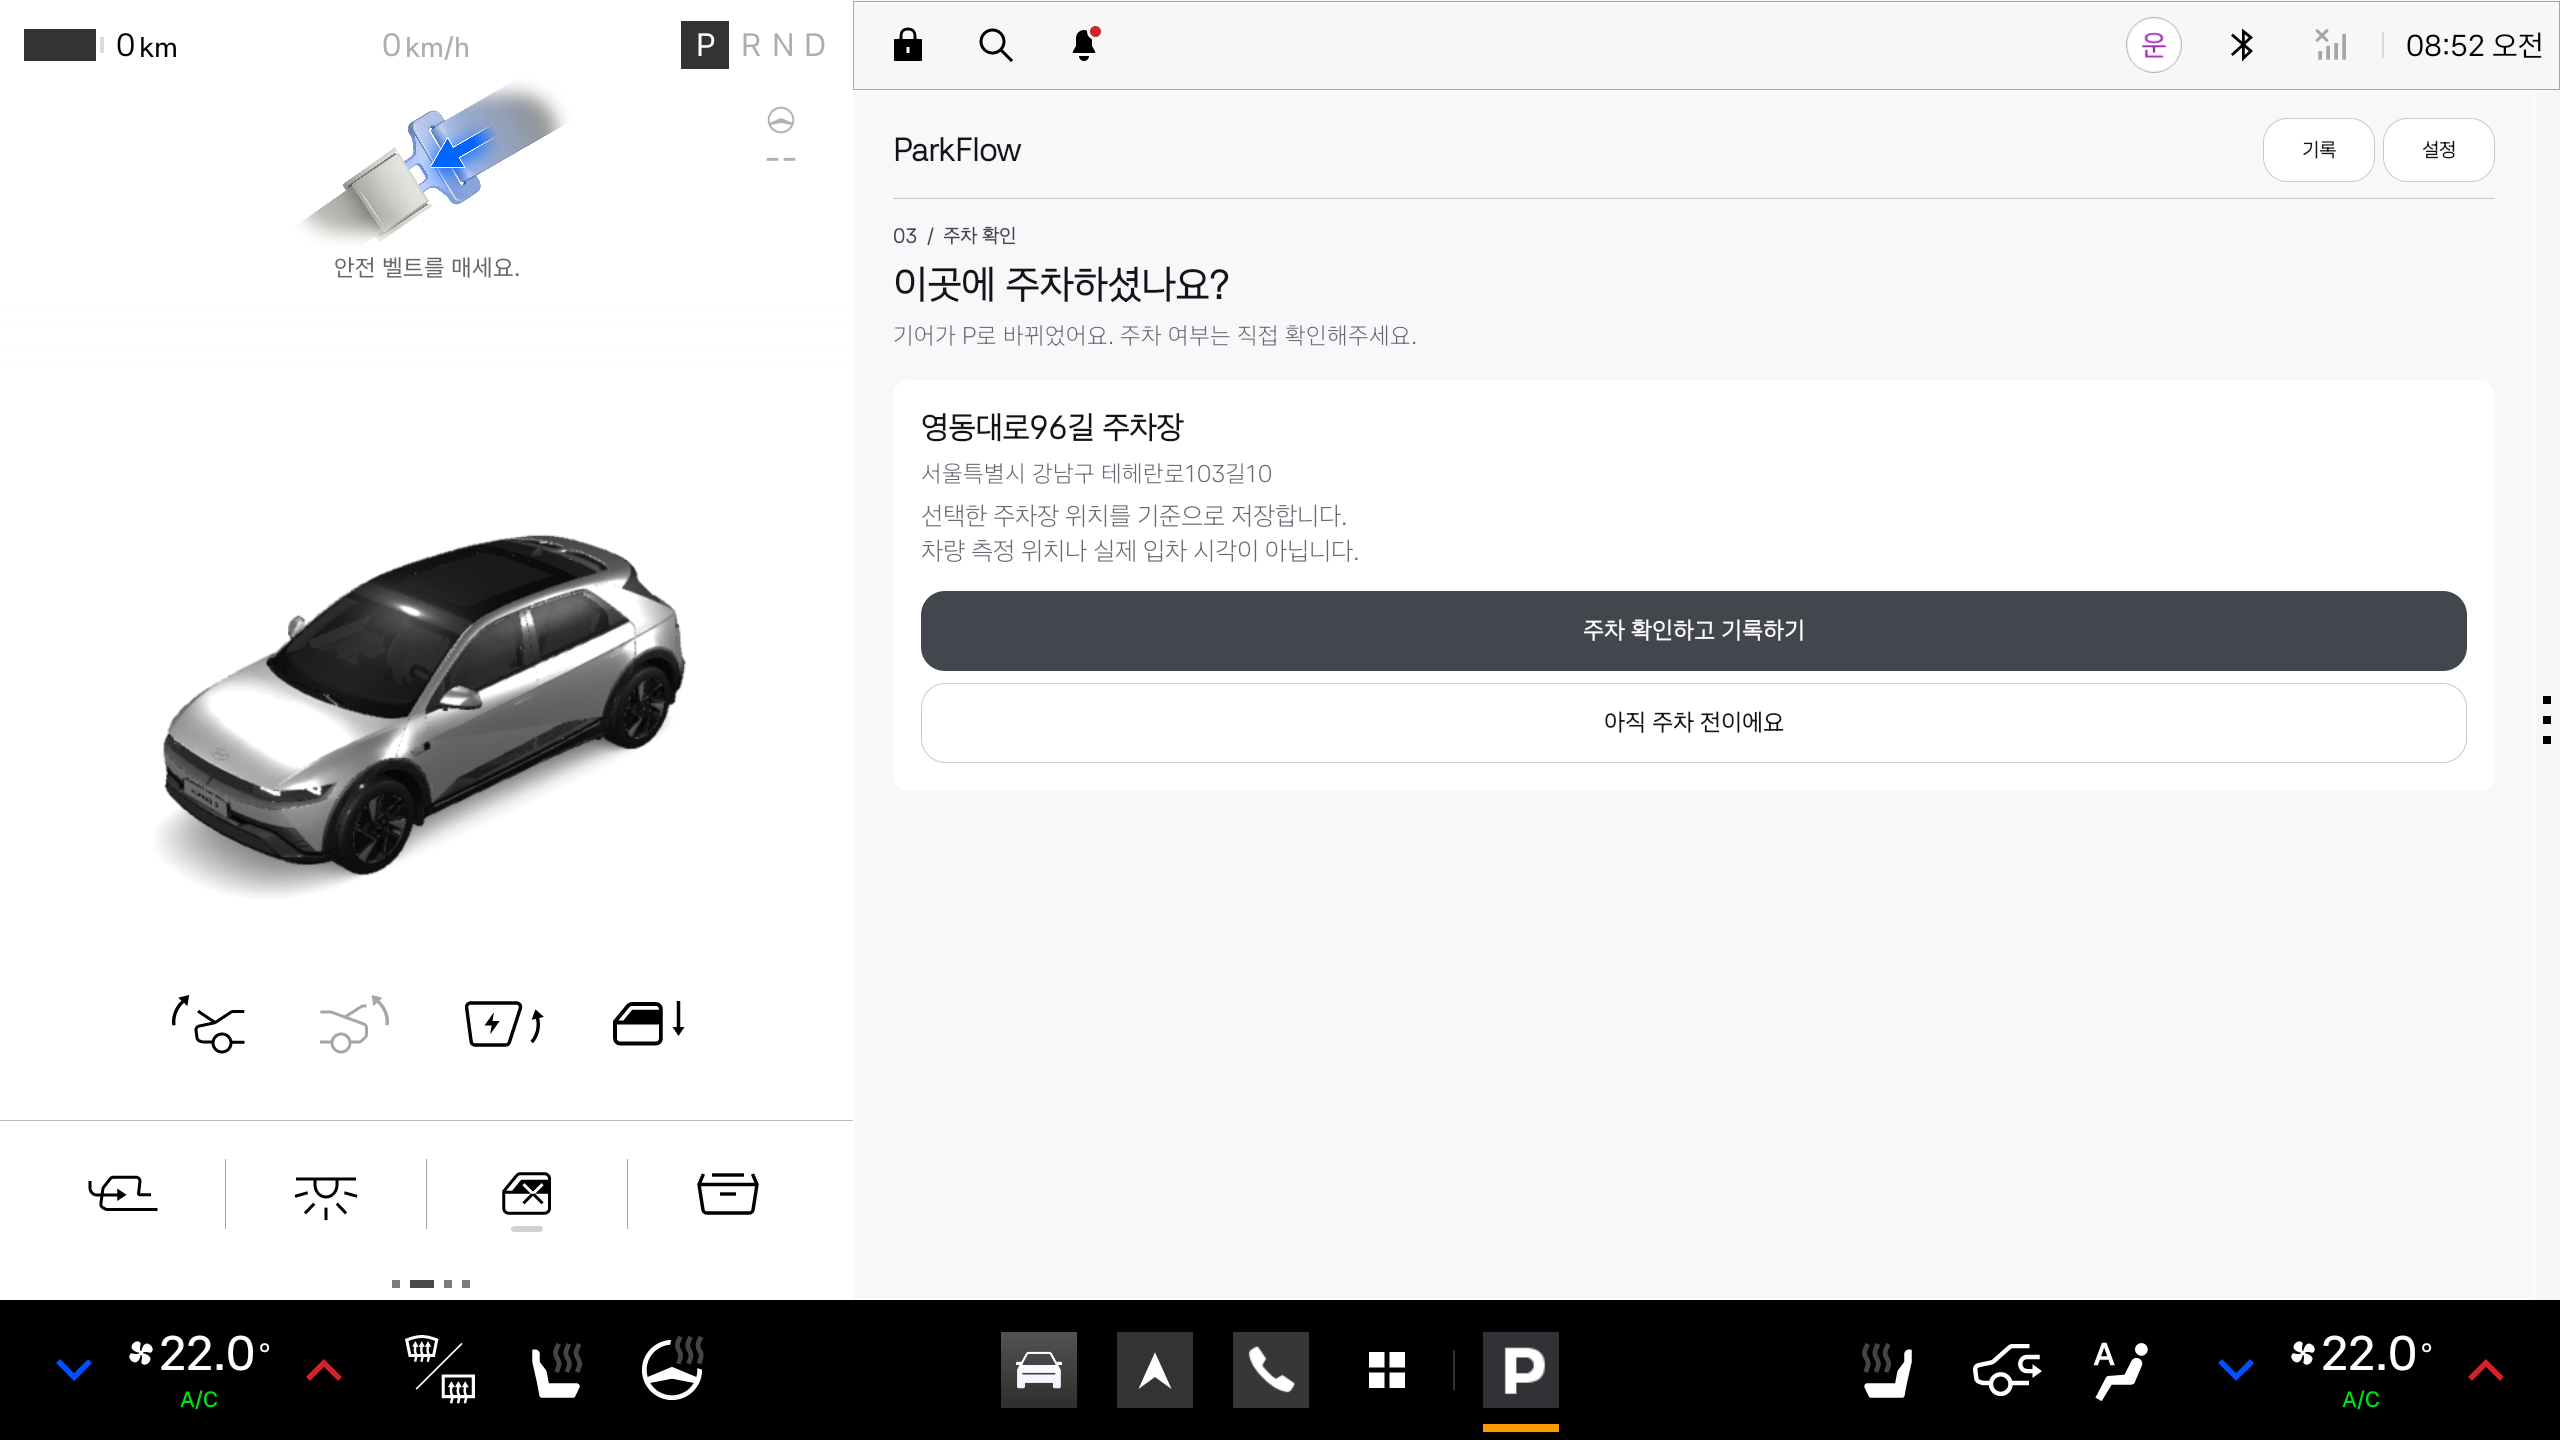 0 km
0 km/h
P R N D
안전 벨트를 매세요.
운
08:52 오전
ParkFlow
기록
설정
03 / 주차 확인
이곳에 주차하셨나요?
기어가 P로 바뀌었어요. 주차 여부는 직접 확인해주세요.
영동대로96길 주차장
서울특별시 강남구 테헤란로103길10
선택한 주차장 위치를 기준으로 저장합니다.
차량 측정 위치나 실제 입차 시각이 아닙니다.
주차 확인하고 기록하기
아직 주차 전이에요
22.0°
A/C
P
A
22.0°
A/C